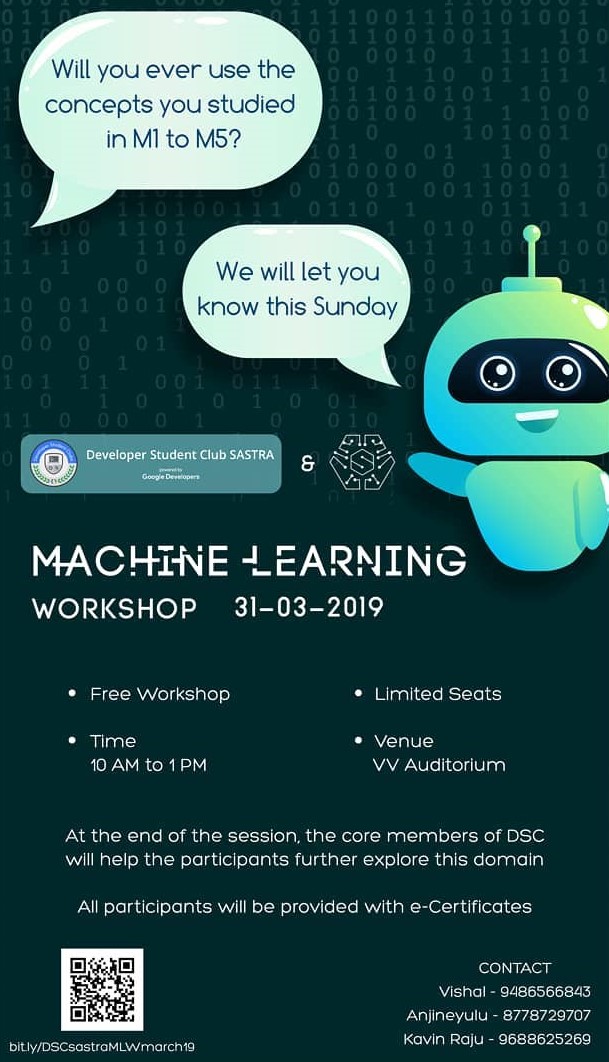 Will you ever use the
concepts you studied
in M1 to M5?
We will let you
know this Sunday
Developer Student Club SASTRA
powered by
Google Developers
&
MACHINE LEARNING
WORKSHOP 31-03-2019
• Free Workshop
• Limited Seats
• Time
10 AM to 1 PM
• Venue
VV Auditorium
At the end of the session, the core members of DSC
will help the participants further explore this domain
All participants will be provided with e-Certificates
bit.ly/DSCsastraMLWmarch19
CONTACT
Vishal - 9486566843
Anjineyulu - 8778729707
Kavin Raju - 9688625269